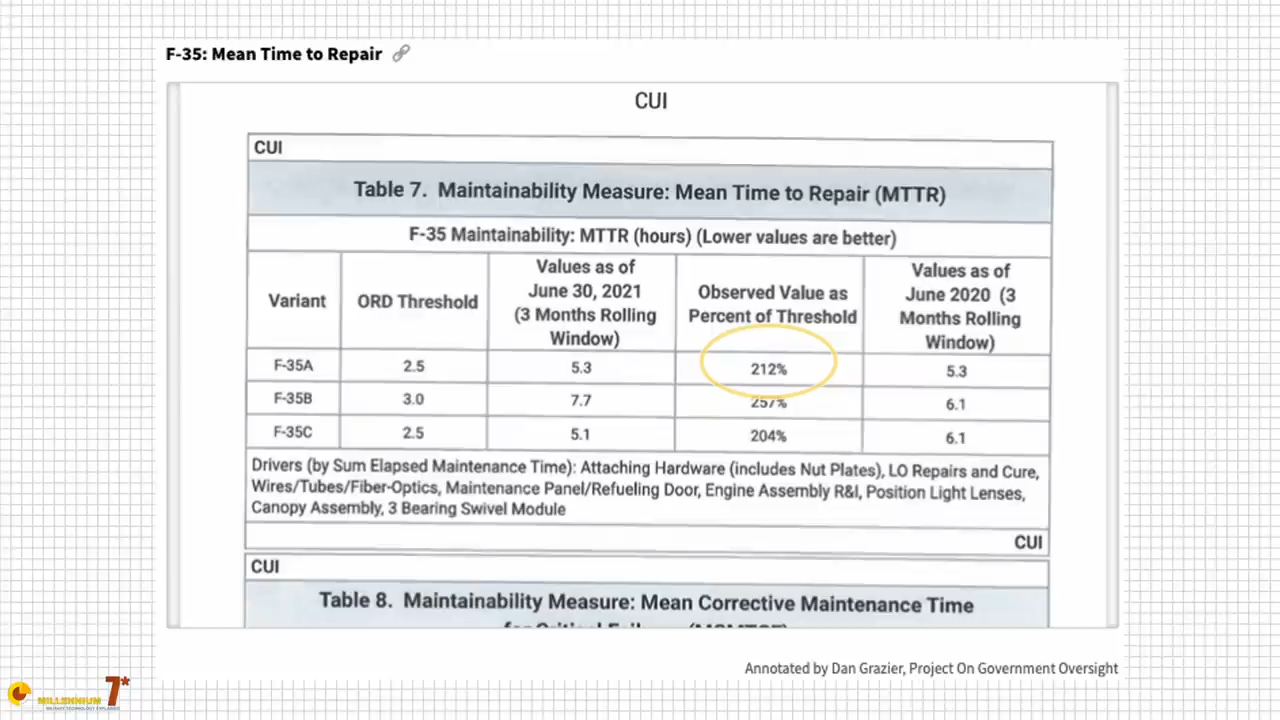 F-35: Mean Time to Repair
CUI
CUI
Table 7. Maintainability Measure: Mean Time to Repair (MTTR)
F-35 Maintainability: MTTR (hours) (Lower values are better)
Variant
ORD Threshold
Values as of
June 30, 2021
(3 Months Rolling
Window)
Observed Value as
Percent of Threshold
Values as of
June 2020 (3
Months Rolling
Window)
F-35A 2.5 5.3 212% 5.3
F-35B 3.0 7.7 257% 6.1
F-35C 2.5 5.1 204% 6.1
Drivers (by Sum Elapsed Maintenance Time): Attaching Hardware (includes Nut Plates), LO Repairs and Cure,
Wires/Tubes/Fiber-Optics, Maintenance Panel/Refueling Door, Engine Assembly R&I, Position Light Lenses,
Canopy Assembly, 3 Bearing Swivel Module
CUI
CUI
Table 8. Maintainability Measure: Mean Corrective Maintenance Time
Annotated by Dan Grazier, Project On Government Oversight
MILLENNIUM 7*